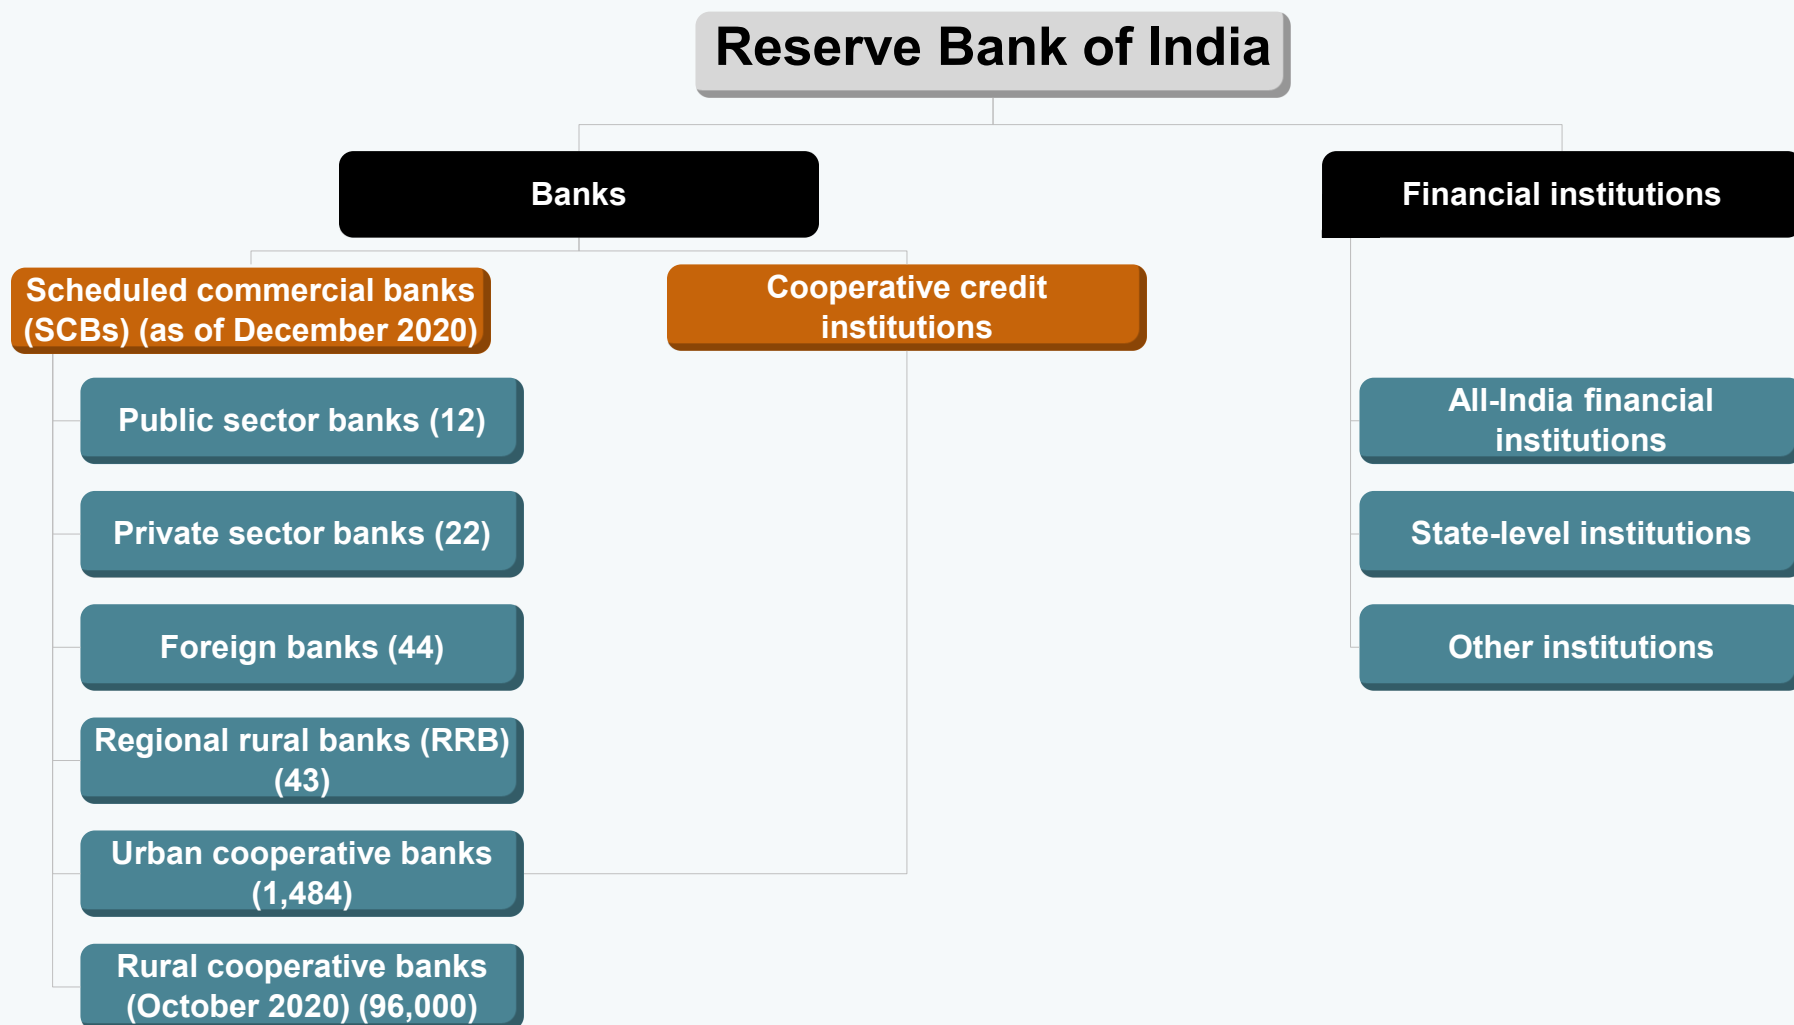 Reserve Bank of India
Banks
Financial institutions
Scheduled commercial banks
(SCBs) (as of December 2020)
Cooperative credit
institutions
Public sector banks (12)
All-India financial
institutions
Private sector banks (22)
State-level institutions
Foreign banks (44)
Other institutions
Regional rural banks (RRB)
(43)
Urban cooperative banks
(1,484)
Rural cooperative banks
(October 2020) (96,000)